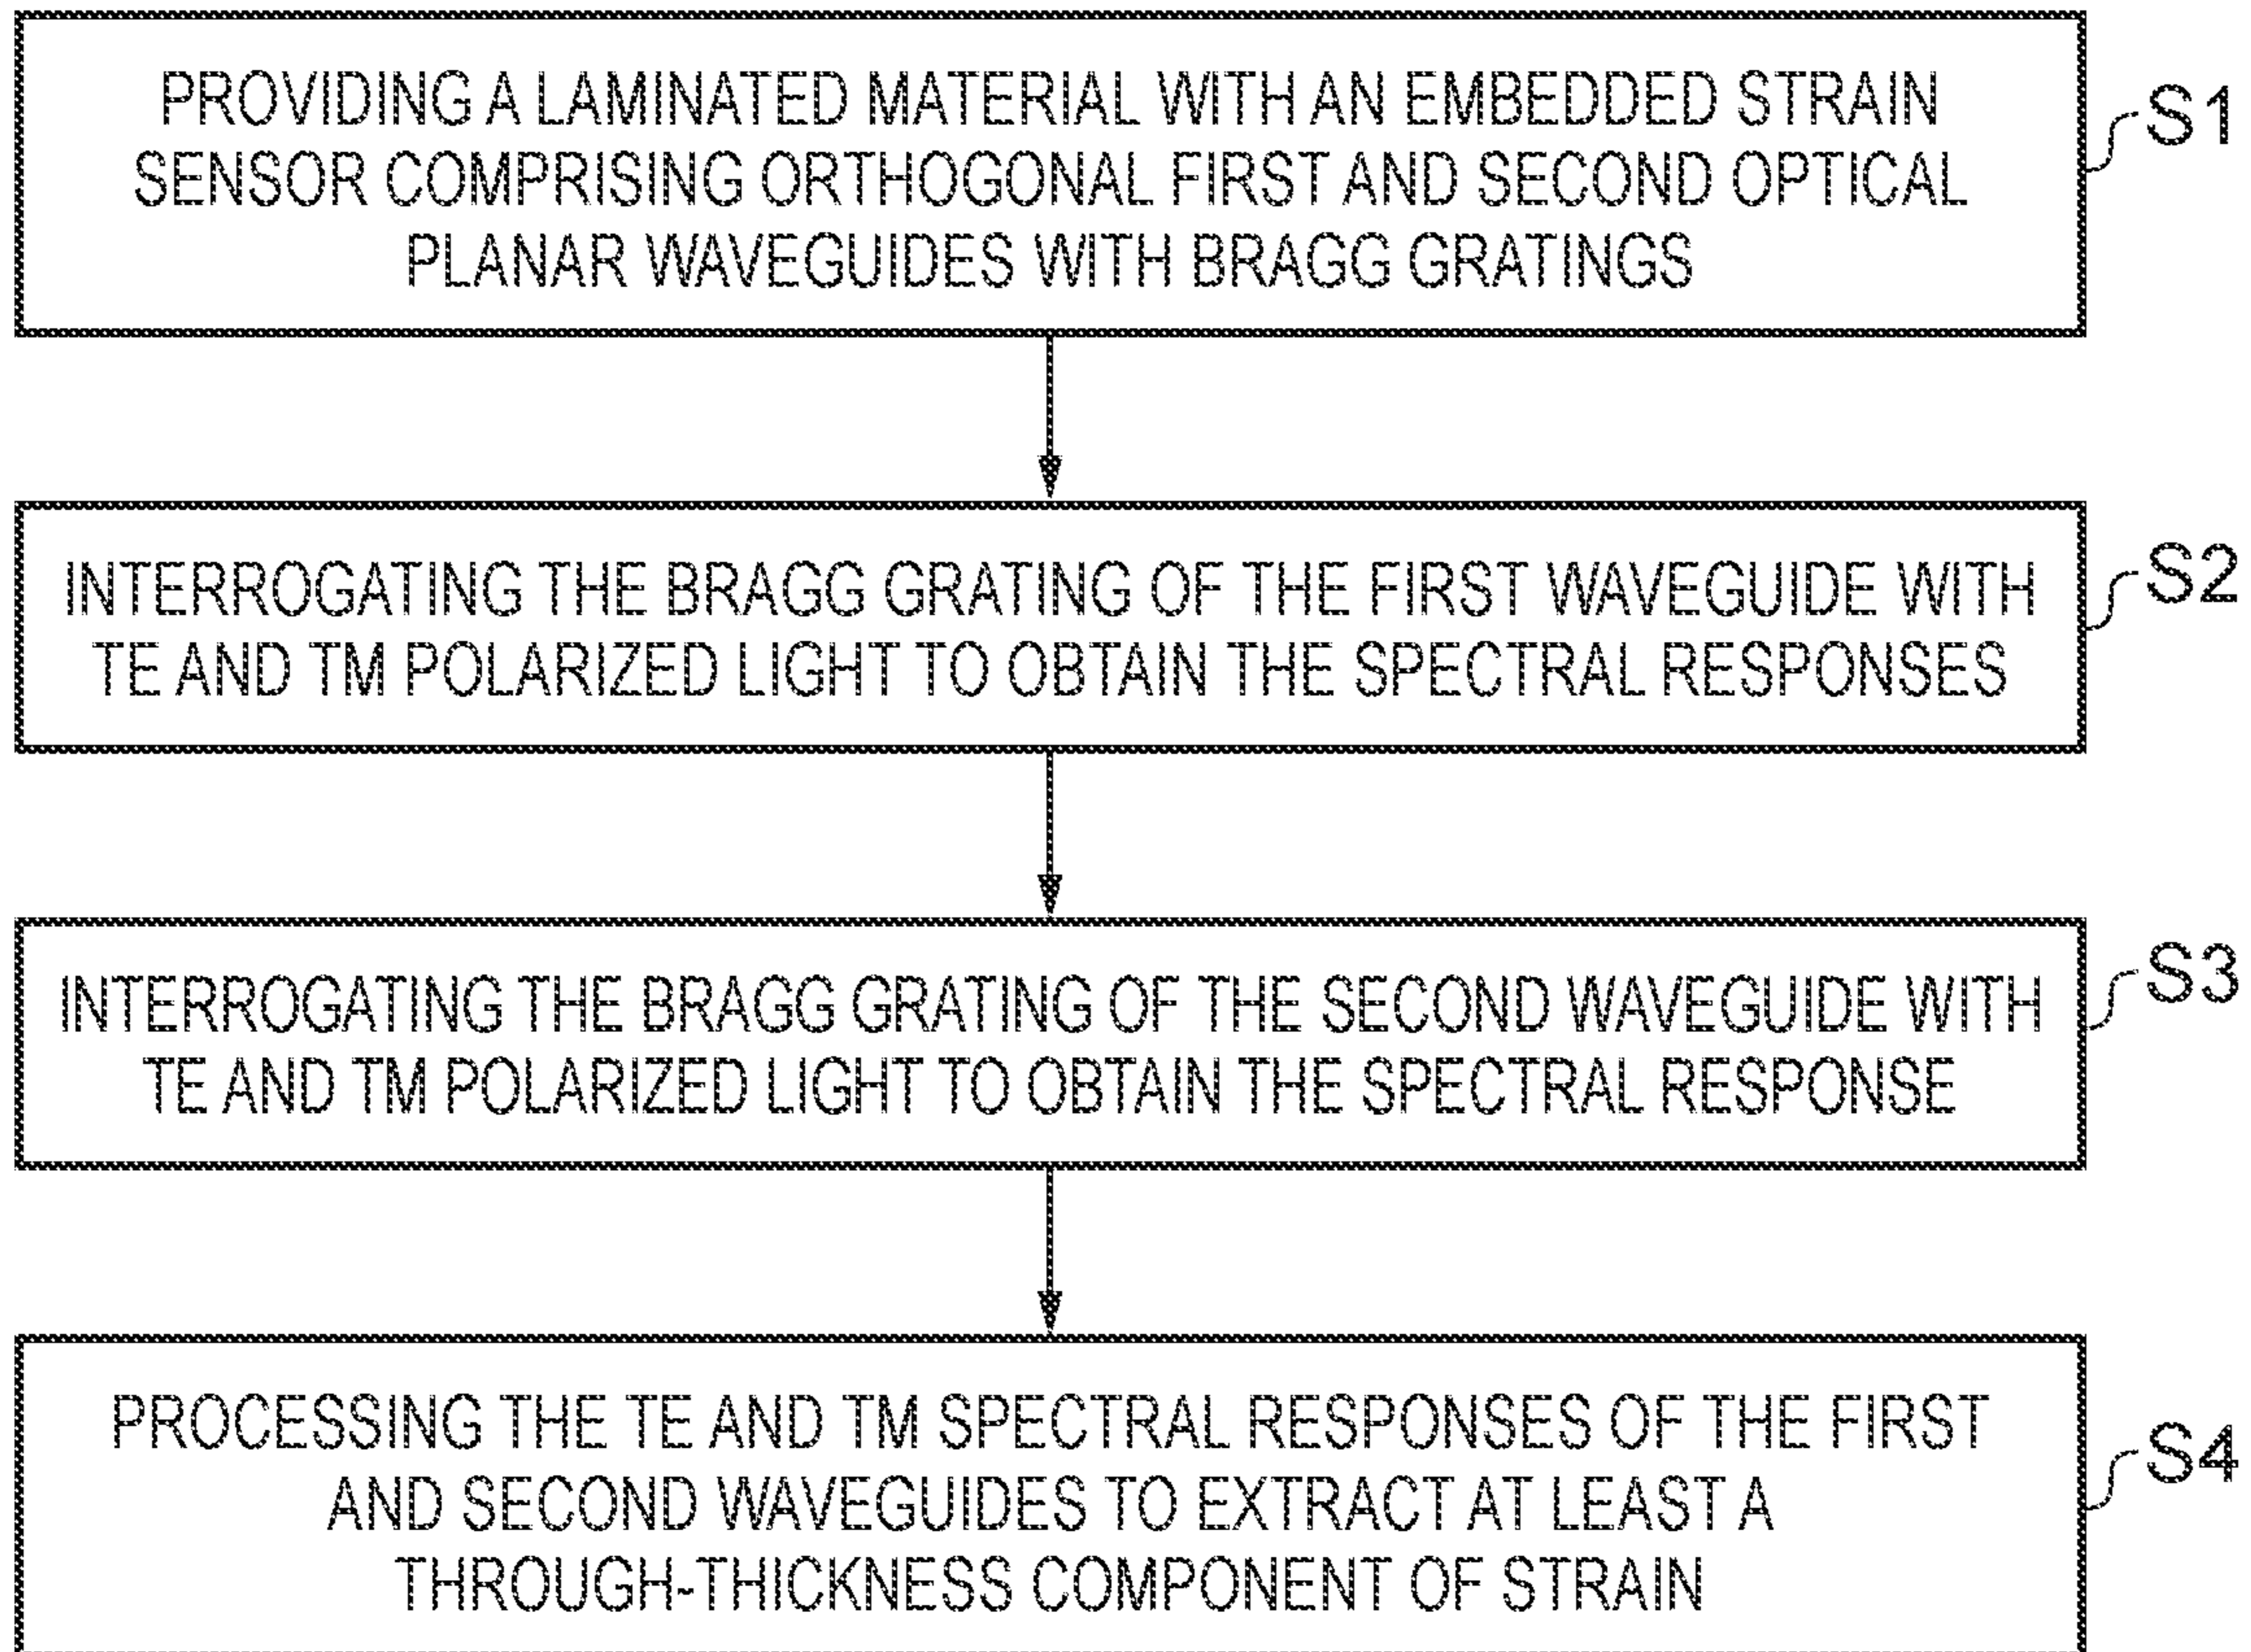 PROVIDING A LAMINATED MATERIAL WITH AN EMBEDDED STRAIN
SENSOR COMPRISING ORTHOGONAL FIRST AND SECOND OPTICAL
PLANAR WAVEGUIDES WITH BRAGG GRATINGS
S1
INTERROGATING THE BRAGG GRATING OF THE FIRST WAVEGUIDE WITH
TE AND TM POLARIZED LIGHT TO OBTAIN THE SPECTRAL RESPONSES
S2
INTERROGATING THE BRAGG GRATING OF THE SECOND WAVEGUIDE WITH
TE AND TM POLARIZED LIGHT TO OBTAIN THE SPECTRAL RESPONSE
S3
PROCESSING THE TE AND TM SPECTRAL RESPONSES OF THE FIRST
AND SECOND WAVEGUIDES TO EXTRACT AT LEAST A
THROUGH-THICKNESS COMPONENT OF STRAIN
S4